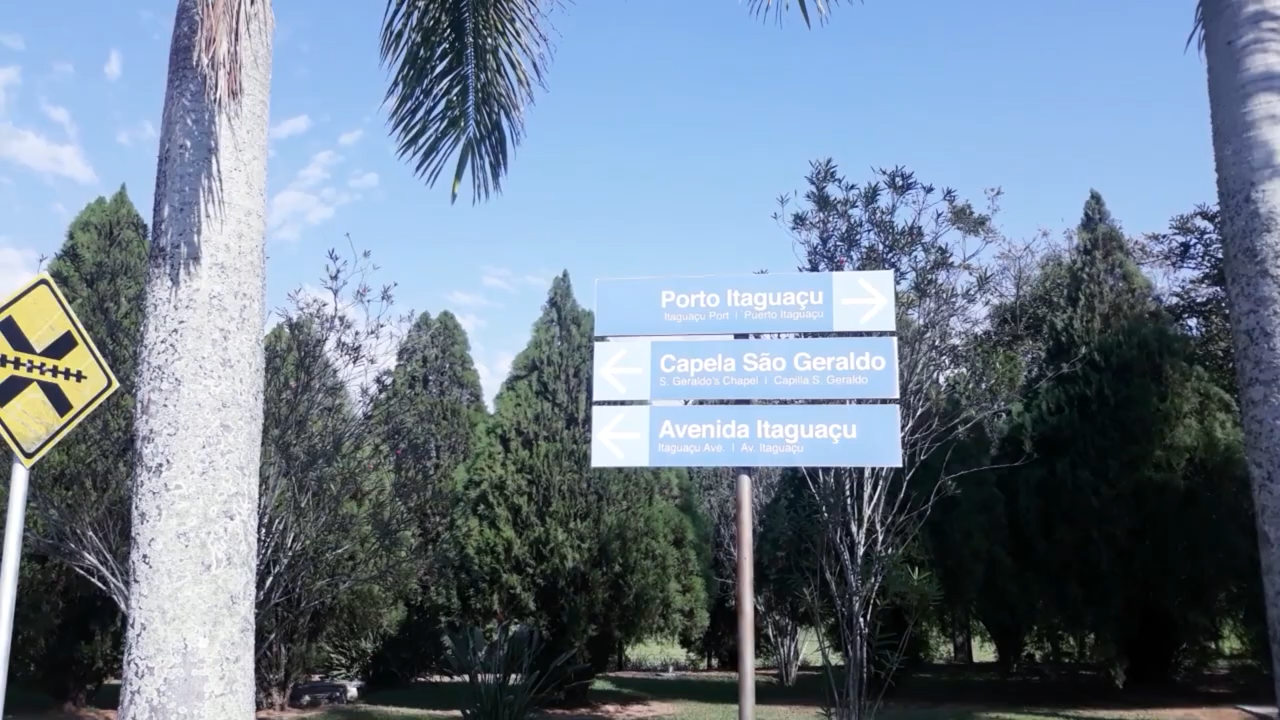 Porto Itaguaçu
Itaguaçu Port | Puerto Itaguaçu
Capela São Geraldo
S. Geraldo's Chapel | Capilla S. Geraldo
Avenida Itaguaçu
Itaguaçu Ave. | Av. Itaguaçu